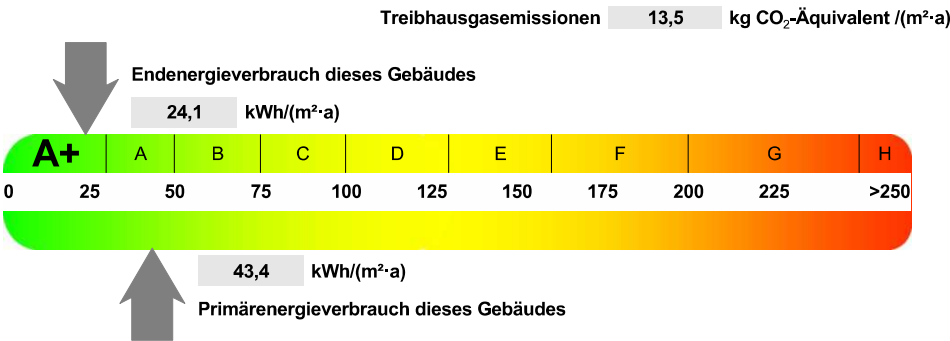 Treibhausgasemissionen 13,5 kg CO₂-Äquivalent /(m²·a)
Endenergieverbrauch dieses Gebäudes
24,1 kWh/(m²·a)
A+ A B C D E F G H
0 25 50 75 100 125 150 175 200 225 >250
43,4 kWh/(m²·a)
Primärenergieverbrauch dieses Gebäudes